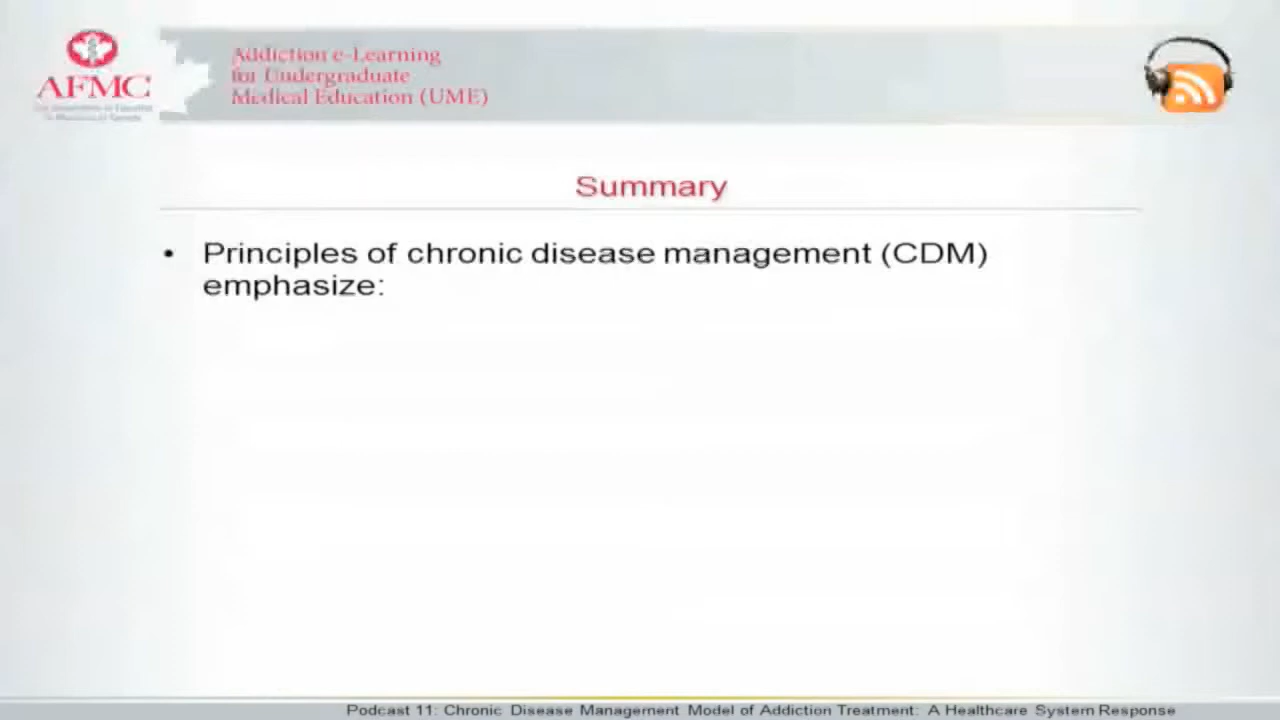 AFMC
Addiction e-Learning
for Undergraduate
Medical Education (UME)
Summary
• Principles of chronic disease management (CDM)
emphasize:
Podcast 11: Chronic Disease Management Model of Addiction Treatment: A Healthcare System Response